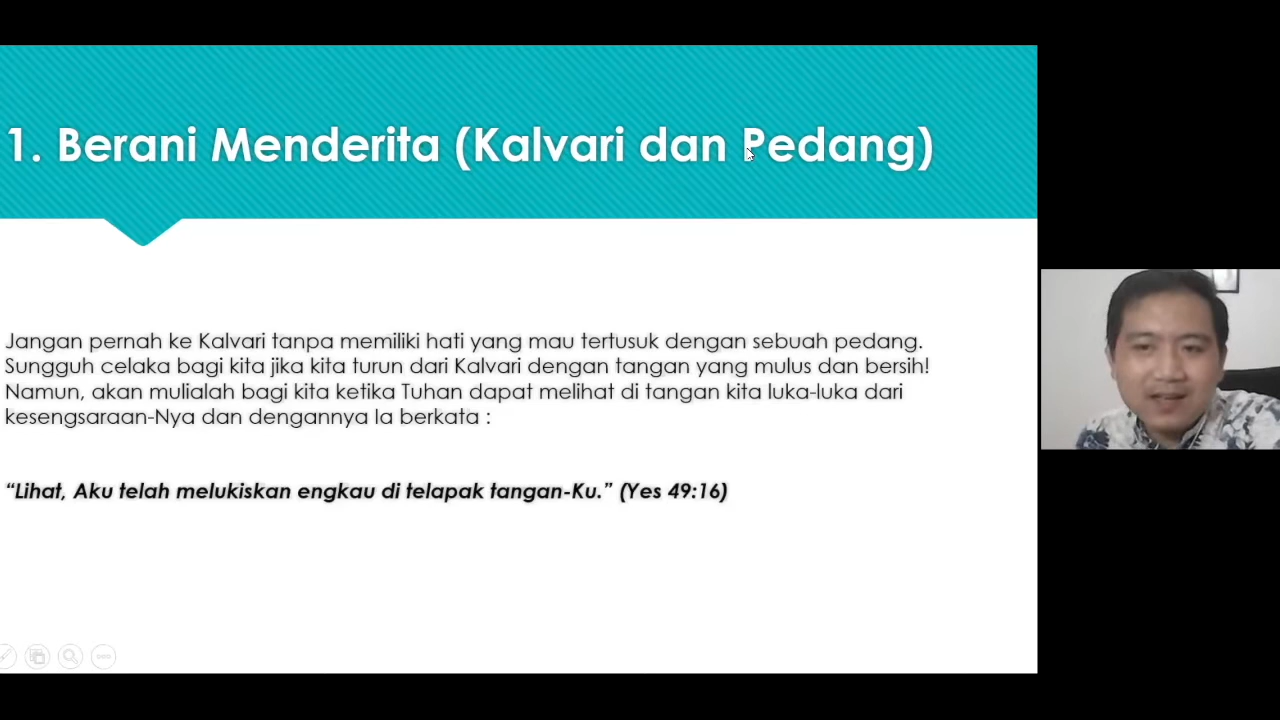 1. Berani Menderita (Kalvari dan Pedang)
Jangan pernah ke Kalvari tanpa memiliki hati yang mau tertusuk dengan sebuah pedang.
Sungguh celaka bagi kita jika kita turun dari Kalvari dengan tangan yang mulus dan bersih!
Namun, akan mulialah bagi kita ketika Tuhan dapat melihat di tangan kita luka-luka dari
kesengsaraan-Nya dan dengannya Ia berkata :
“Lihat, Aku telah melukiskan engkau di telapak tangan-Ku.” (Yes 49:16)